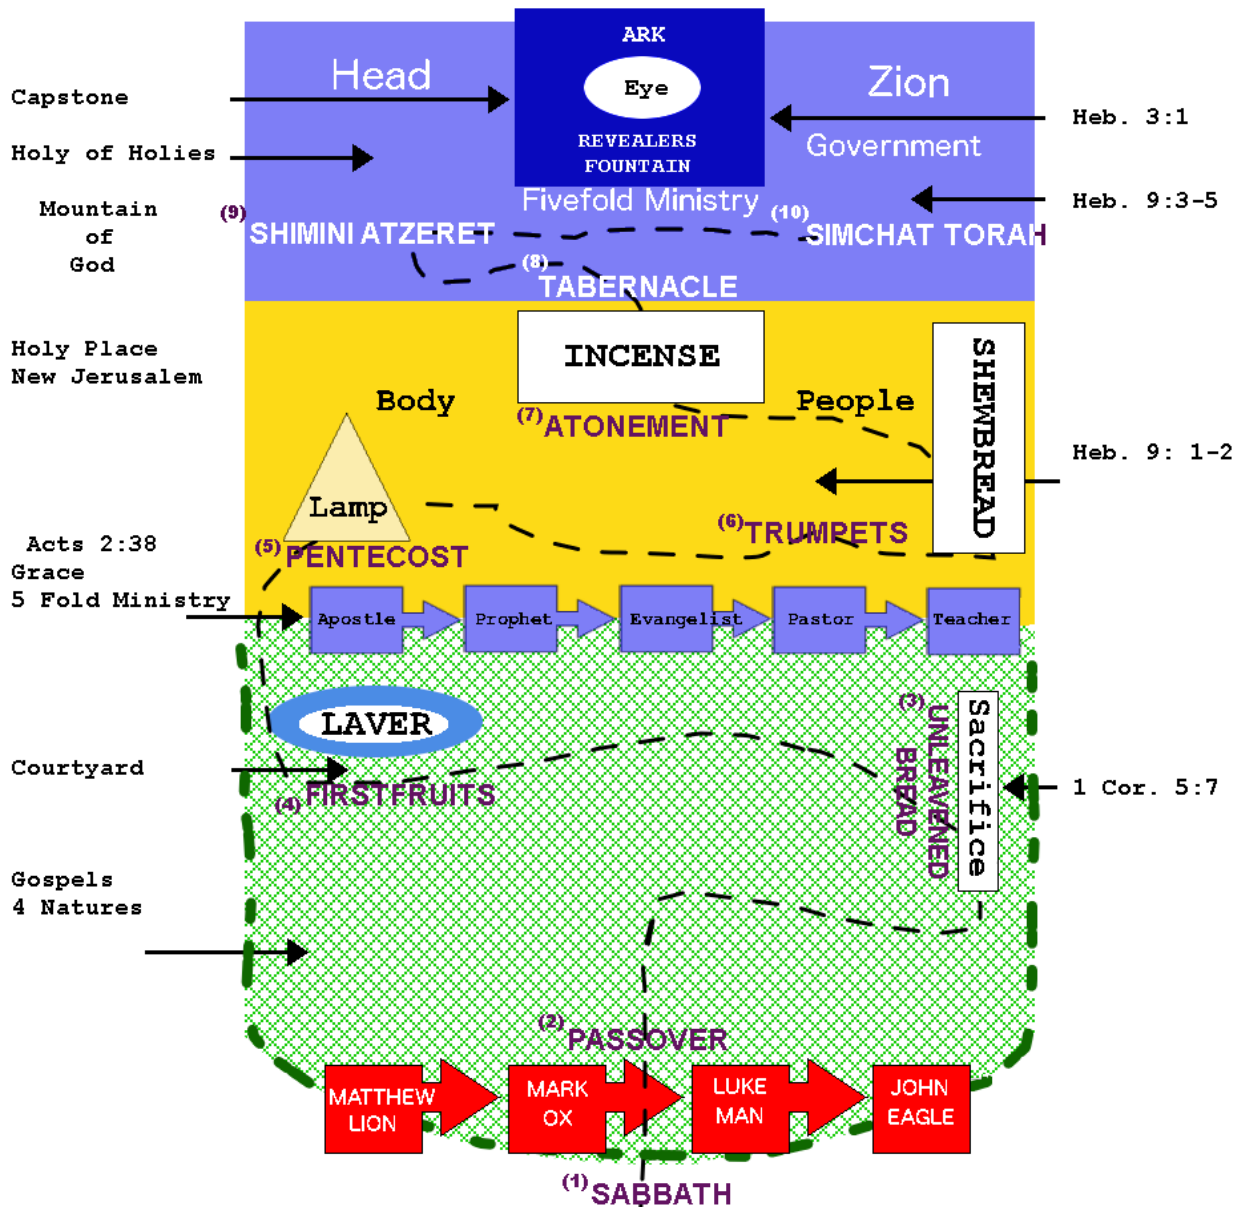 ARK
Head
Eye
Zion
Capstone
Heb. 3:1
REVEALERS
FOUNTAIN
Government
Holy of Holies
Fivefold Ministry
Heb. 9:3-5
Mountain
of
God
(9) SHIMINI ATZERET
(10) SIMCHAT TORAH
(8) TABERNACLE
Holy Place
New Jerusalem
INCENSE
SHEWBREAD
Body
People
(7) ATONEMENT
Heb. 9: 1-2
Lamp
(6) TRUMPETS
(5) PENTECOST
Acts 2:38
Grace
5 Fold Ministry
Apostle
Prophet
Evangelist
Pastor
Teacher
LAVER
(3) UNLEAVENED
BREAD
Sacrifice
Courtyard
(4) FIRSTFRUITS
1 Cor. 5:7
Gospels
4 Natures
(2) PASSOVER
MATTHEW
LION
MARK
OX
LUKE
MAN
JOHN
EAGLE
(1) SABBATH